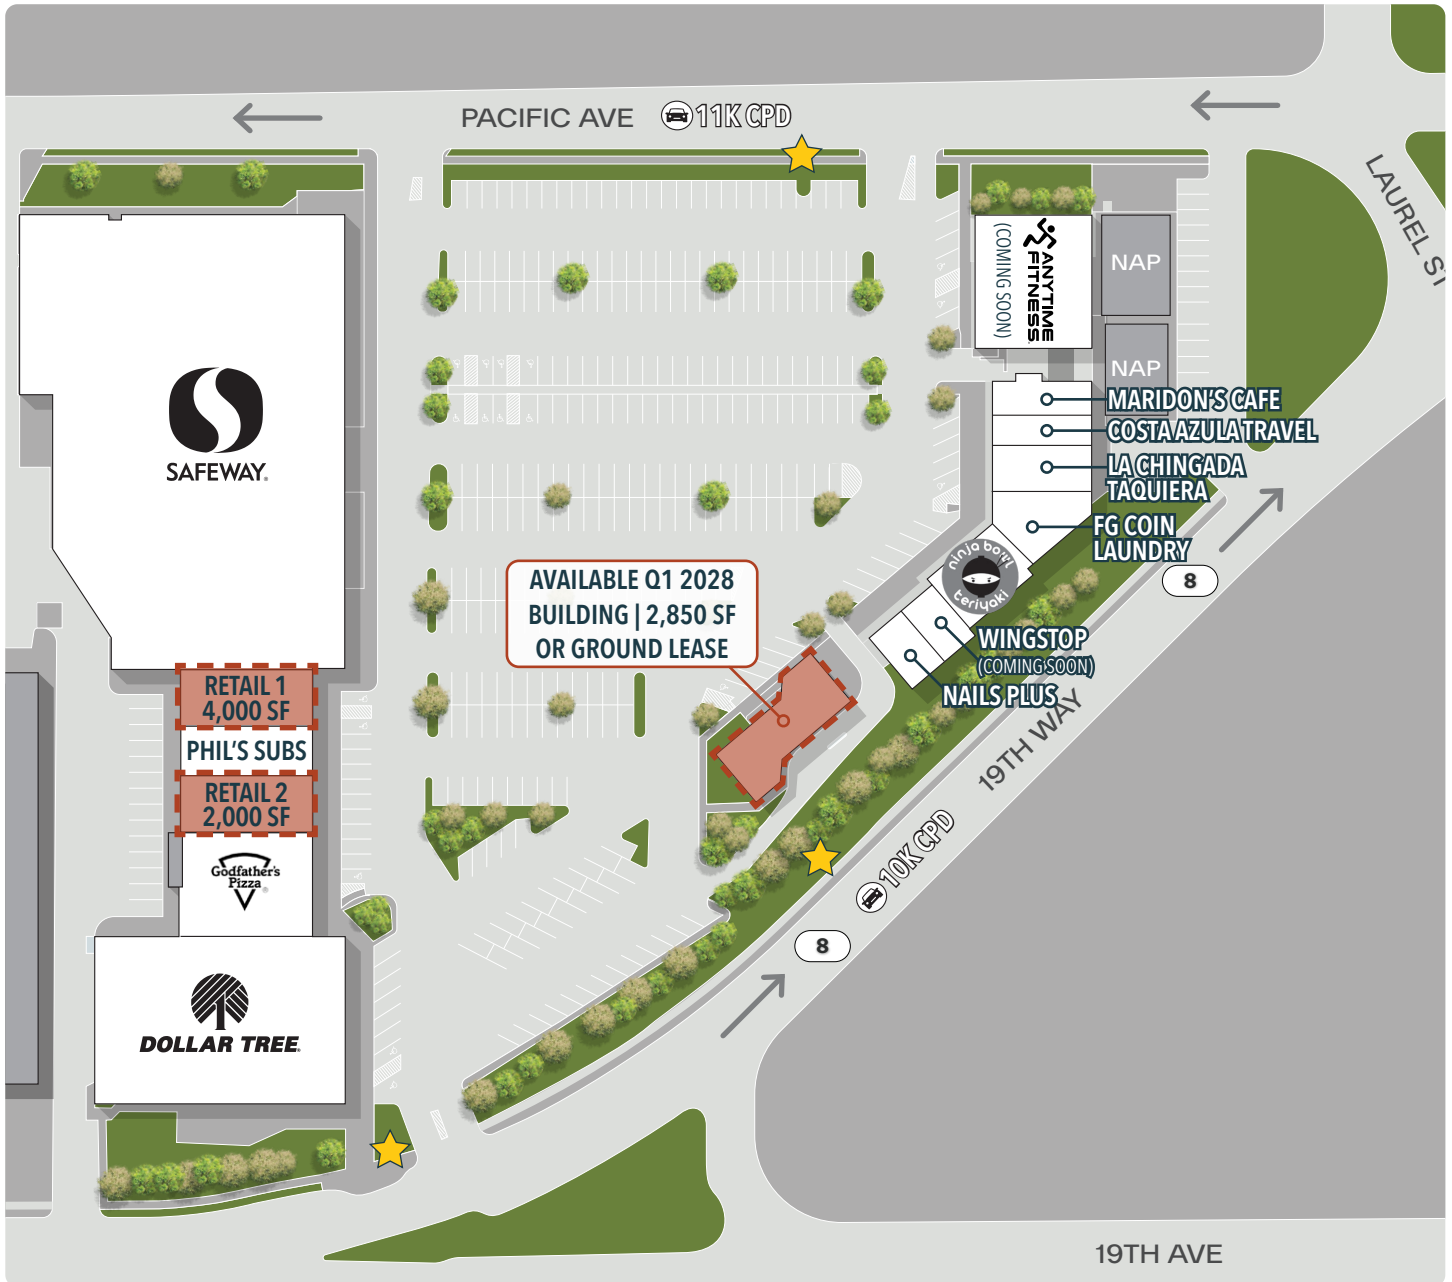 PACIFIC AVE
11K CPD
LAUREL ST
ANYTIME
FITNESS
(COMING SOON)
NAP
NAP
SAFEWAY
MARIDON'S CAFE
COSTA AZULA TRAVEL
LA CHINGADA
TAQUIERA
FG COIN
LAUNDRY
ninja bowl
teriyaki
8
AVAILABLE Q1 2028
BUILDING | 2,850 SF
OR GROUND LEASE
WINGSTOP
(COMING SOON)
NAILS PLUS
RETAIL 1
4,000 SF
PHIL'S SUBS
RETAIL 2
2,000 SF
19TH WAY
10K CPD
Godfather's
Pizza
8
DOLLAR TREE
19TH AVE